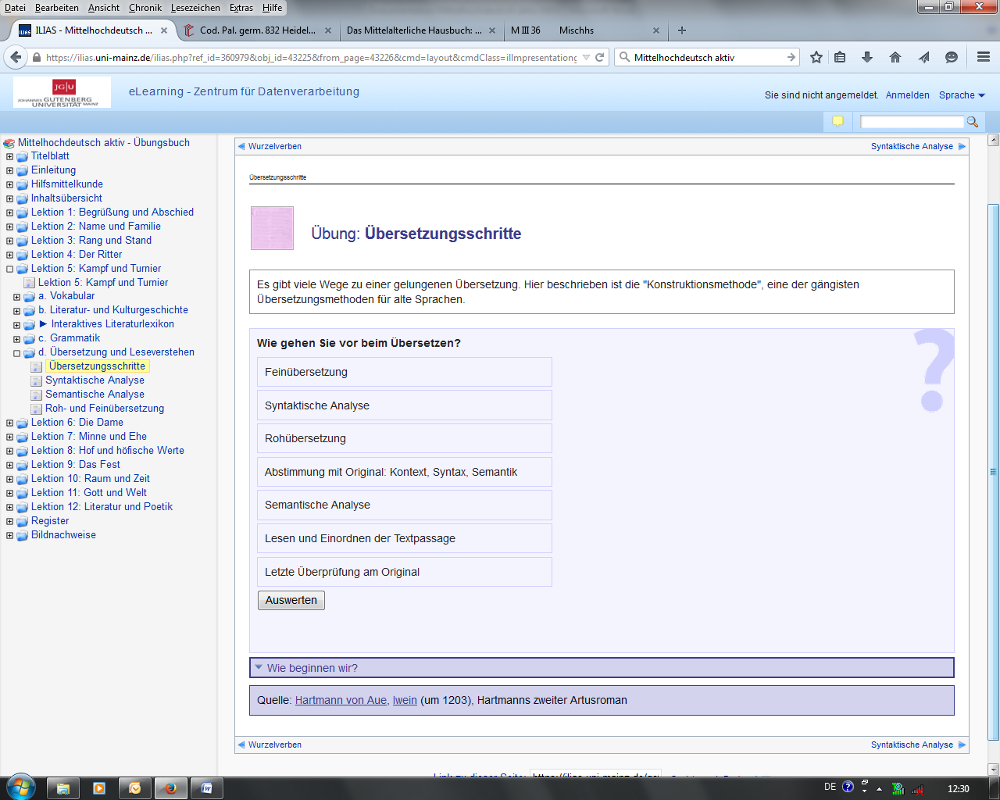 Datei Bearbeiten Ansicht Chronik Lesezeichen Extras Hilfe
ILIAS - Mittelhochdeutsch ... Cod. Pal. germ. 832 Heidel... Das Mittelalterliche Hausbuch: ... M III 36 Mischhs
https://ilias.uni-mainz.de/ilias.php?ref_id=360979&obj_id=43225&from_page=43226&cmd=layout&cmdClass=illmpresentationg
Mittelhochdeutsch aktiv
JG|U
JOHANNES GUTENBERG
UNIVERSITÄT MAINZ
eLearning - Zentrum für Datenverarbeitung
Sie sind nicht angemeldet. Anmelden Sprache
Mittelhochdeutsch aktiv - Übungsbuch
Titelblatt
Einleitung
Hilfsmittelkunde
Inhaltsübersicht
Lektion 1: Begrüßung und Abschied
Lektion 2: Name und Familie
Lektion 3: Rang und Stand
Lektion 4: Der Ritter
Lektion 5: Kampf und Turnier
Lektion 5: Kampf und Turnier
a. Vokabular
b. Literatur- und Kulturgeschichte
► Interaktives Literaturlexikon
c. Grammatik
d. Übersetzung und Leseverstehen
Übersetzungsschritte
Syntaktische Analyse
Semantische Analyse
Roh- und Feinübersetzung
Lektion 6: Die Dame
Lektion 7: Minne und Ehe
Lektion 8: Hof und höfische Werte
Lektion 9: Das Fest
Lektion 10: Raum und Zeit
Lektion 11: Gott und Welt
Lektion 12: Literatur und Poetik
Register
Bildnachweise
Wurzelverben Syntaktische Analyse
Übersetzungsschritte
Übung: Übersetzungsschritte
Es gibt viele Wege zu einer gelungenen Übersetzung. Hier beschrieben ist die "Konstruktionsmethode", eine der gängisten
Übersetzungsmethoden für alte Sprachen.
Wie gehen Sie vor beim Übersetzen?
?
Feinübersetzung
Syntaktische Analyse
Rohübersetzung
Abstimmung mit Original: Kontext, Syntax, Semantik
Semantische Analyse
Lesen und Einordnen der Textpassage
Letzte Überprüfung am Original
Auswerten
Wie beginnen wir?
Quelle: Hartmann von Aue, Iwein (um 1203), Hartmanns zweiter Artusroman
Wurzelverben Syntaktische Analyse
Link zu dieser Seite: https://ilias.uni-mainz.de/go
DE 12:30